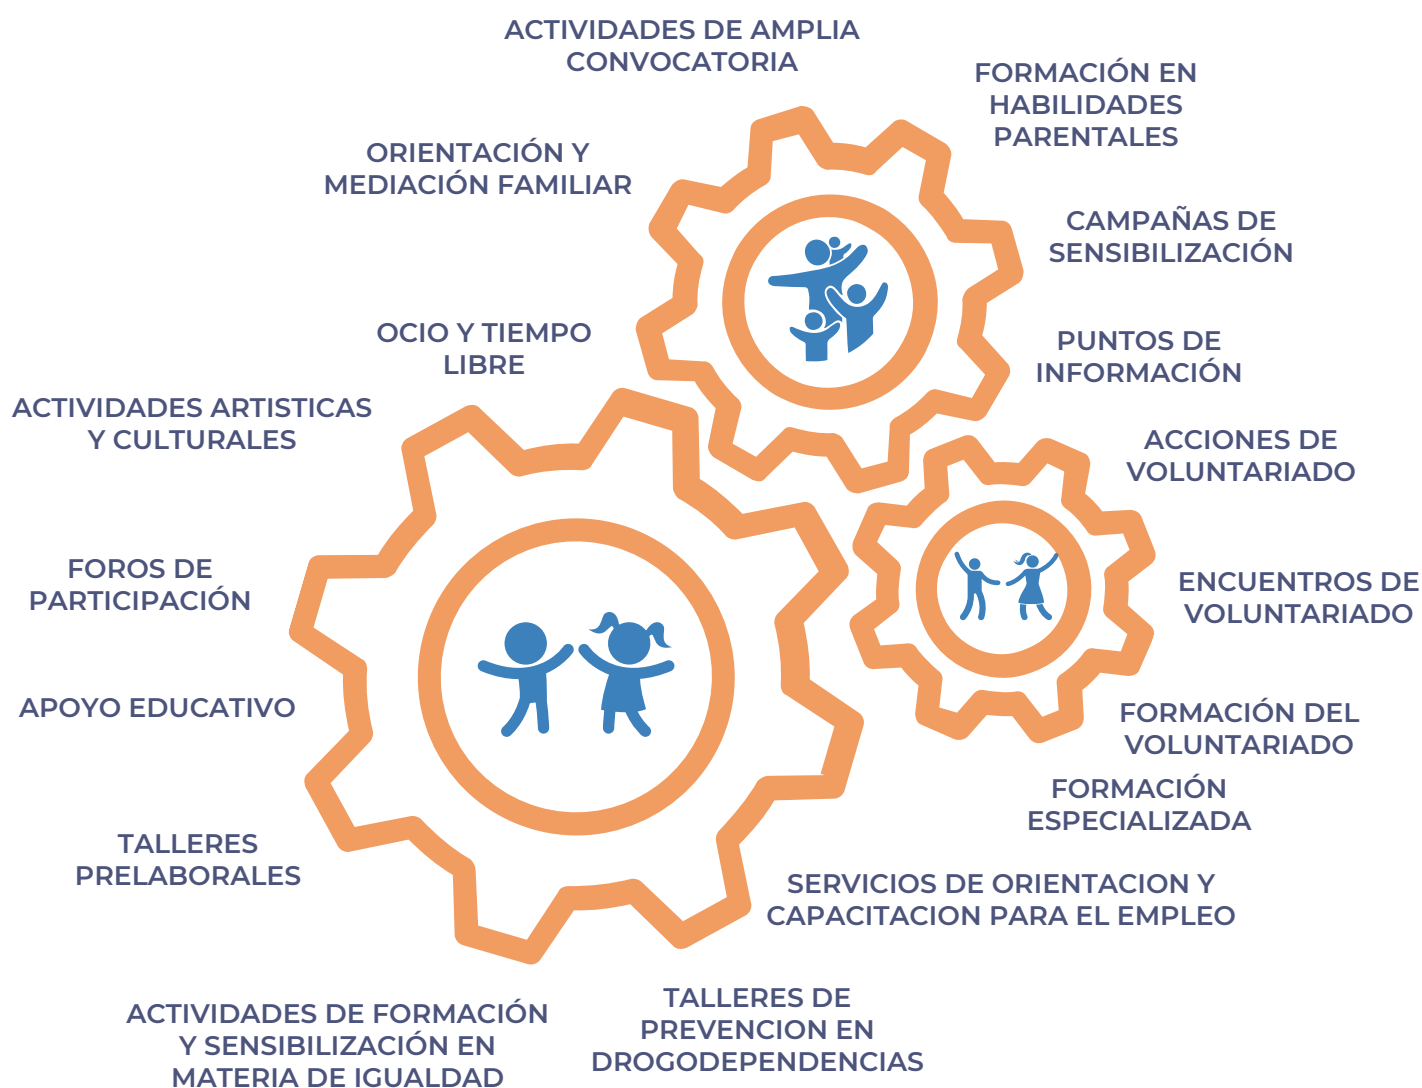 ACTIVIDADES DE AMPLIA
CONVOCATORIA
FORMACIÓN EN
HABILIDADES
PARENTALES
ORIENTACIÓN Y
MEDIACIÓN FAMILIAR
CAMPAÑAS DE
SENSIBILIZACIÓN
OCIO Y TIEMPO
LIBRE
PUNTOS DE
INFORMACIÓN
ACTIVIDADES ARTISTICAS
Y CULTURALES
ACCIONES DE
VOLUNTARIADO
FOROS DE
PARTICIPACIÓN
ENCUENTROS DE
VOLUNTARIADO
APOYO EDUCATIVO
FORMACIÓN DEL
VOLUNTARIADO
FORMACIÓN
ESPECIALIZADA
TALLERES
PRELABORALES
SERVICIOS DE ORIENTACION Y
CAPACITACION PARA EL EMPLEO
TALLERES DE
PREVENCION EN
DROGODEPENDENCIAS
ACTIVIDADES DE FORMACIÓN
Y SENSIBILIZACIÓN EN
MATERIA DE IGUALDAD